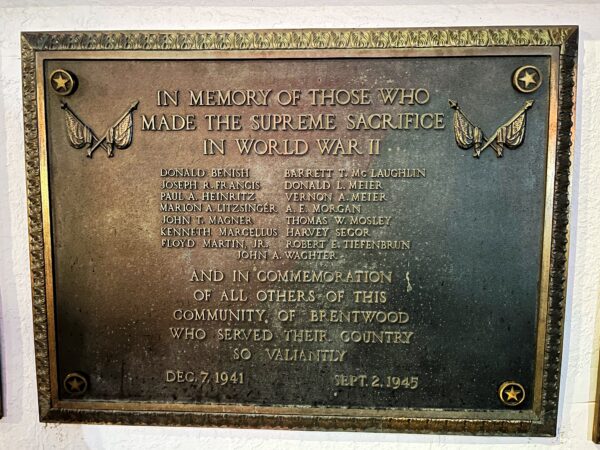 IN MEMORY OF THOSE WHO
MADE THE SUPREME SACRIFICE
IN WORLD WAR II
DONALD BENISH BARRETT T. MC LAUGHLIN
JOSEPH R. FRANCIS DONALD L. MEIER
PAUL A. HEINRITZ VERNON A. MEIER
MARION A. LITZSINGER A. E. MORGAN
JOHN T. MAGNER THOMAS W. MOSLEY
KENNETH MARCELLUS HARVEY SEGOR
FLOYD MARTIN, JR. ROBERT E. TIEFENBRUN
JOHN A. WACHTER
AND IN COMMEMORATION
OF ALL OTHERS OF THIS
COMMUNITY, OF BRENTWOOD
WHO SERVED THEIR COUNTRY
SO VALIANTLY
DEC. 7, 1941 SEPT. 2, 1945